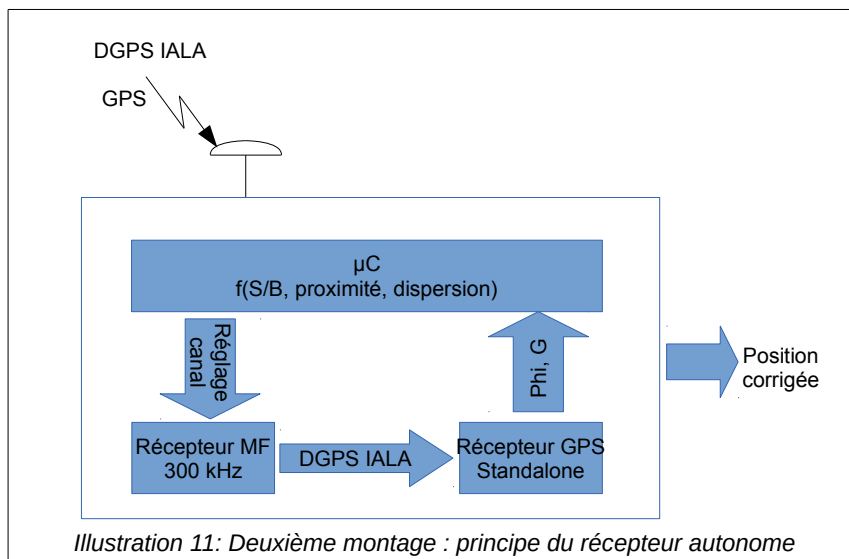 DGPS IALA
GPS
µC
f(S/B, proximité, dispersion)
Réglage
canal
Phi, G
Position
corrigée
Récepteur MF
300 kHz
DGPS IALA
Récepteur GPS
Standalone
Illustration 11: Deuxième montage : principe du récepteur autonome